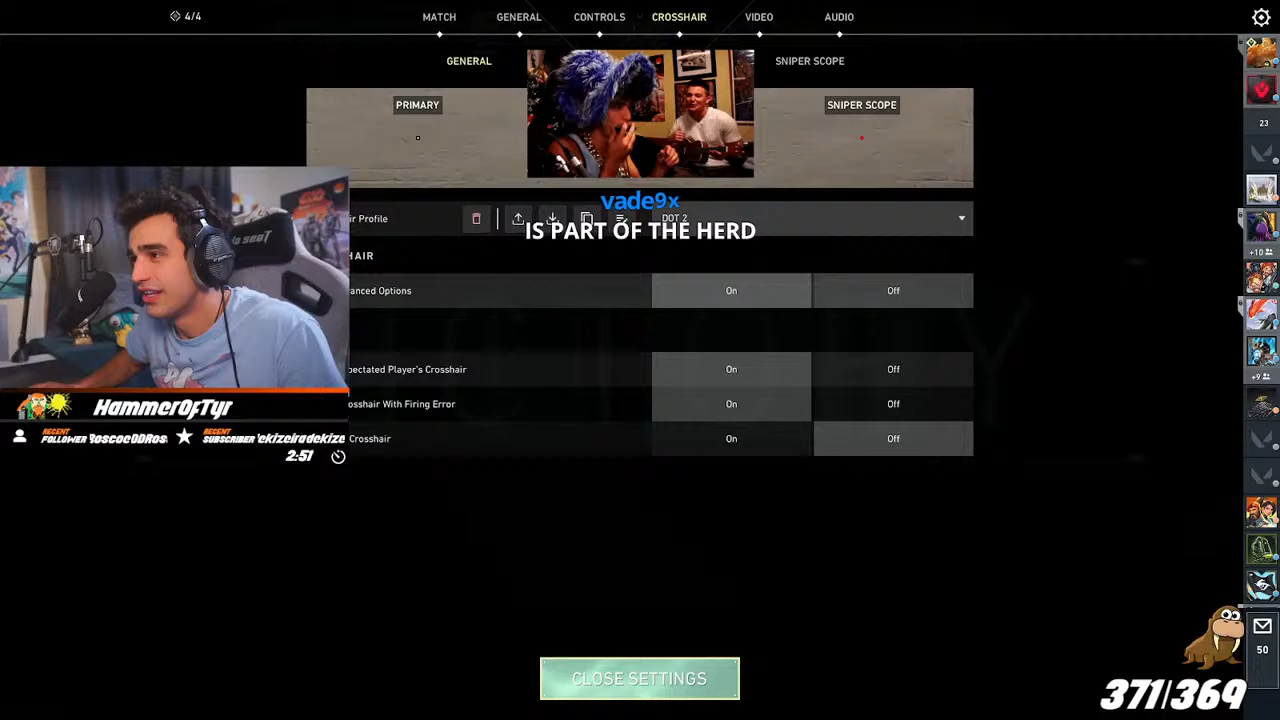 4/4
MATCH
GENERAL
CONTROLS
CROSSHAIR
VIDEO
AUDIO
GENERAL
SNIPER SCOPE
PRIMARY
SNIPER SCOPE
23
vade9x
ir Profile
DOT 2
IS PART OF THE HERD
+10
HAIR
anced Options
On
Off
pectated Player's Crosshair
On
Off
+9
osshair With Firing Error
On
Off
HammerOfTyr
RECENT FOLLOWER
RECENT SUBSCRIBER
Crosshair
On
Off
2:51
CLOSE SETTINGS
50
371/369